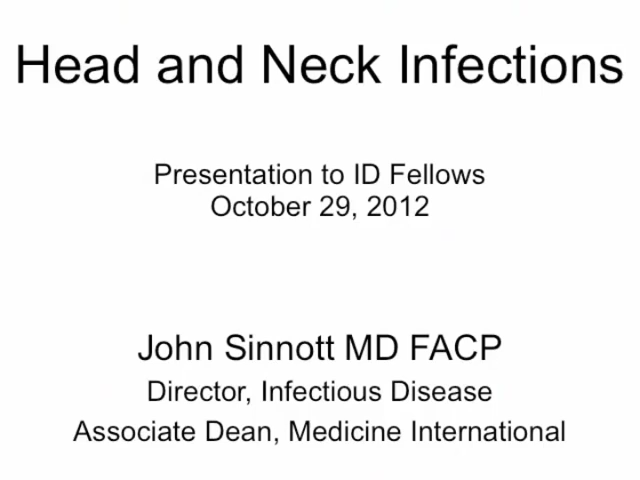 Head and Neck Infections
Presentation to ID Fellows
October 29, 2012
John Sinnott MD FACP
Director, Infectious Disease
Associate Dean, Medicine International